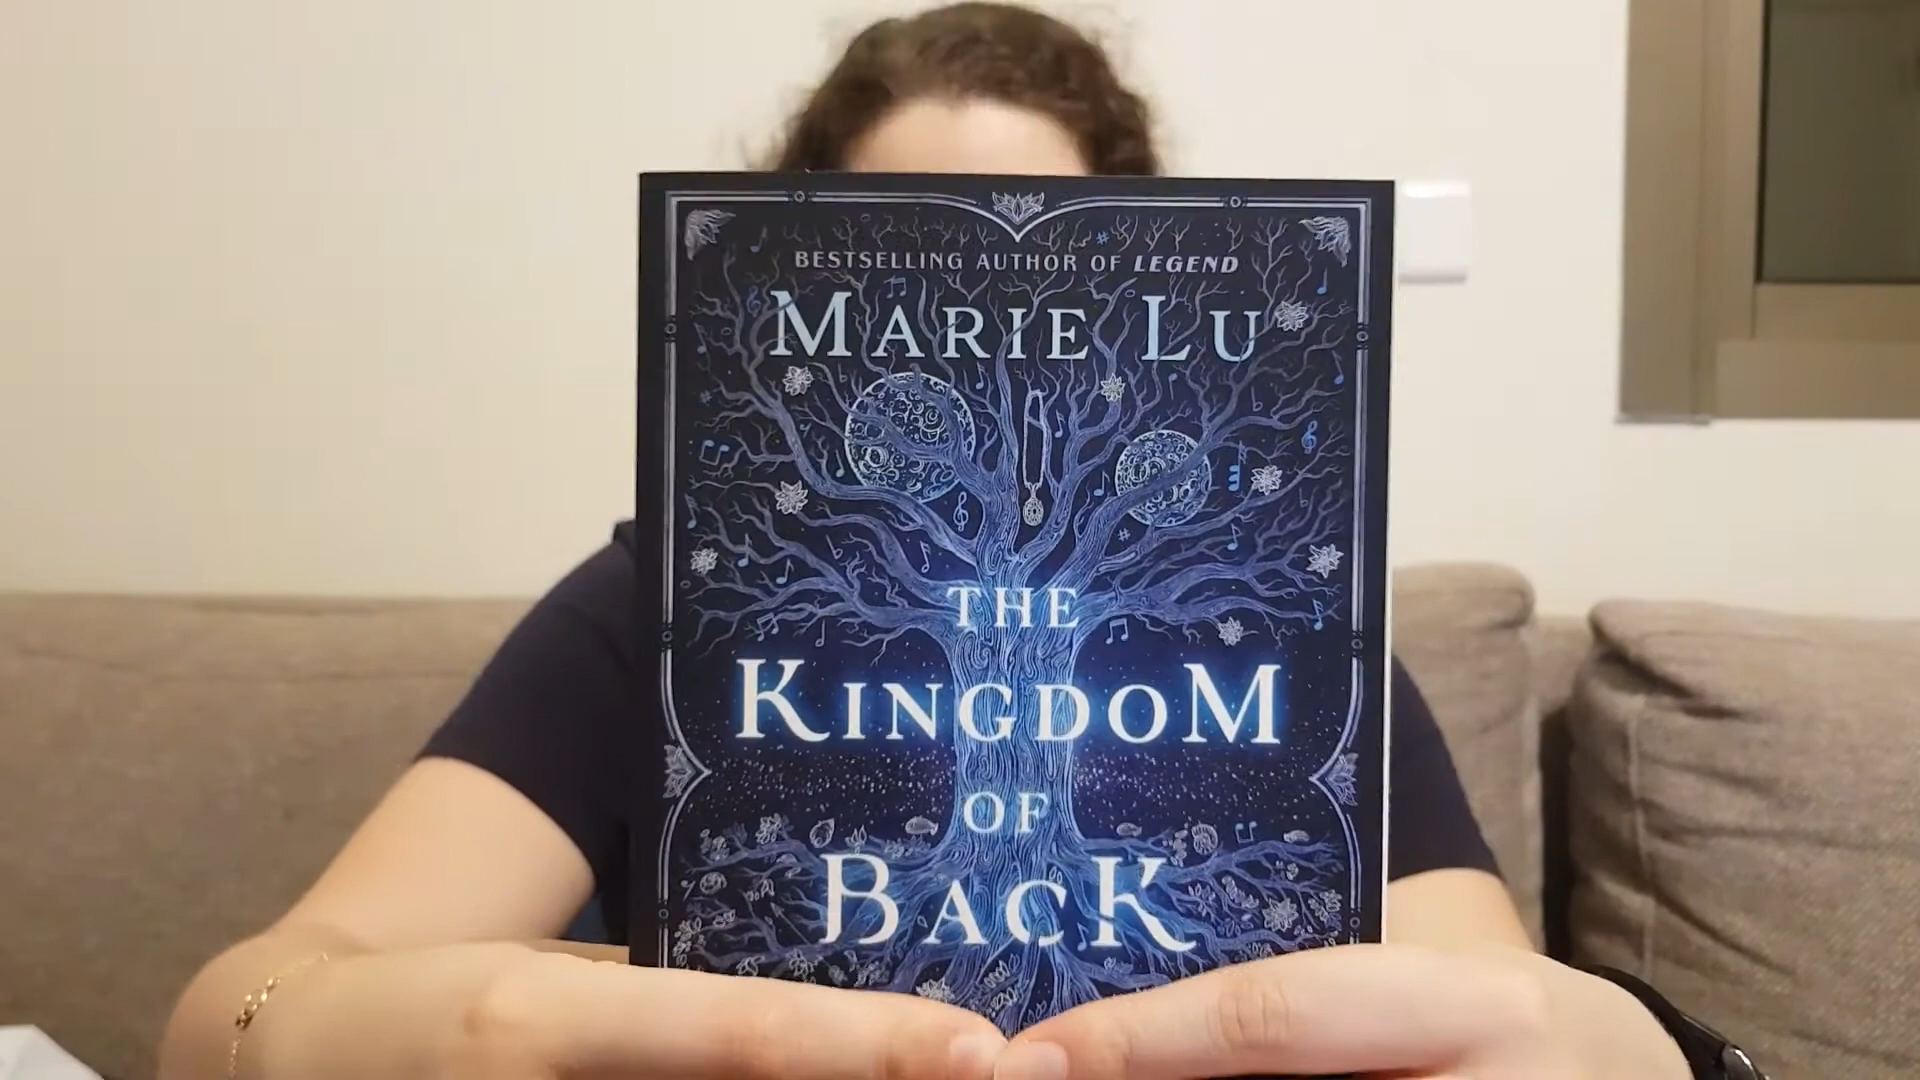 BESTSELLING AUTHOR OF LEGEND
MARIE LU
THE
KINGDOM
OF
BACK